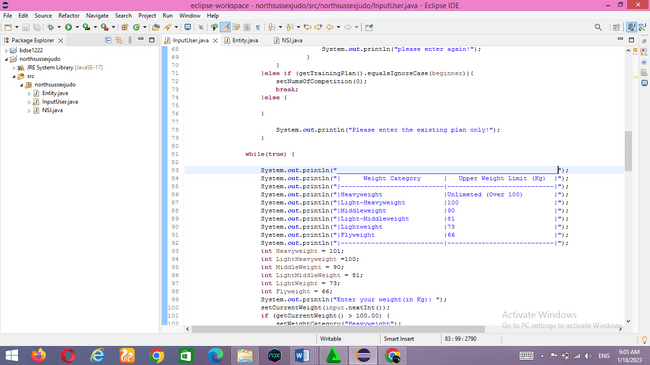 eclipse-workspace - northsussexjudo/src/northsussexjudo/InputUser.java - Eclipse IDE
File Edit Source Refactor Navigate Search Project Run Window Help
Package Explorer
bdse1222
northsussexjudo
JRE System Library [JavaSE-17]
src
northsussexjudo
Entity.java
InputUser.java
NSJ.java
InputUser.java Entity.java NSJ.java
68 System.out.println("please enter again!");
69 }
70 }
71 }else if (getTrainingPlan().equalsIgnoreCase(beginner)){
72 setNumsOfCompetition(0);
73 break;
74 }else {
75
76 }
77
78 System.out.println("Please enter the existing plan only!");
79 }
80
81 while(true) {
82
83 System.out.println("____________________________________________________________");
84 System.out.println("| Weight Category | Upper Weight Limit (Kg) |");
85 System.out.println("|---------------------------|---------------------------|");
86 System.out.println("|Heavyweight |Unlimeted (Over 100) |");
87 System.out.println("|Light-Heavyweight |100 |");
88 System.out.println("|Middleweight |90 |");
89 System.out.println("|Light-Middleweight |81 |");
90 System.out.println("|Lightweight |73 |");
91 System.out.println("|Flyweight |66 |");
92 System.out.println("|---------------------------|---------------------------|");
93 int Heavyweight = 101;
94 int LightHeavyweight =100;
95 int MiddleWeight = 90;
96 int LightMiddleWeight = 81;
97 int LightWeight = 73;
98 int Flyweight = 66;
99 System.out.println("Enter your weight(in Kg): ");
100 setCurrentWeight(input.nextInt());
101 if (getCurrentWeight() > 100.00) {
102 setWeightCategory("Heavyweight");
Activate Windows
Go to PC settings to activate Windows.
Writable Smart Insert 83 : 99 : 2790
nox
ENG
9:03 AM
1/18/2023